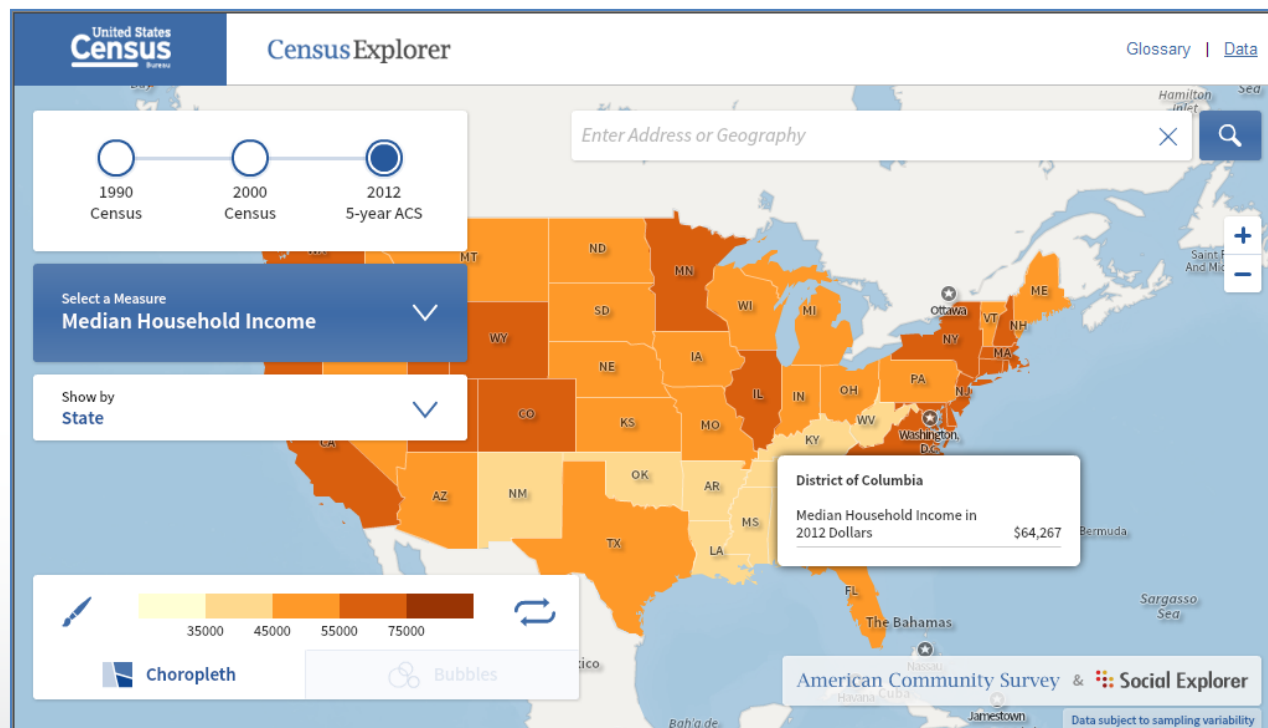 United States
Census
Bureau
Census Explorer
Glossary | Data
Bay
Hamilton
Inlet
Sea
Enter Address or Geography
1990
Census
2000
Census
2012
5-year ACS
WA
MT
ND
MN
ME
Ottawa
VT
NH
Select a Measure
Median Household Income
SD
WI
MI
NY
MA
WY
IA
NE
PA
NJ
Show by
State
CO
IL
IN
OH
KS
MO
WV
KY
Washington,
D.c.
CA
AZ
NM
OK
AR
MS
TX
LA
FL
District of Columbia
Median Household Income in
2012 Dollars
$64,267
Bermuda
35000
45000
55000
75000
Choropleth
Bubbles
Sargasso
Sea
The Bahamas
Nassau
Havana
Cuba
American Community Survey & Social Explorer
Jamestown
Data subject to sampling variability